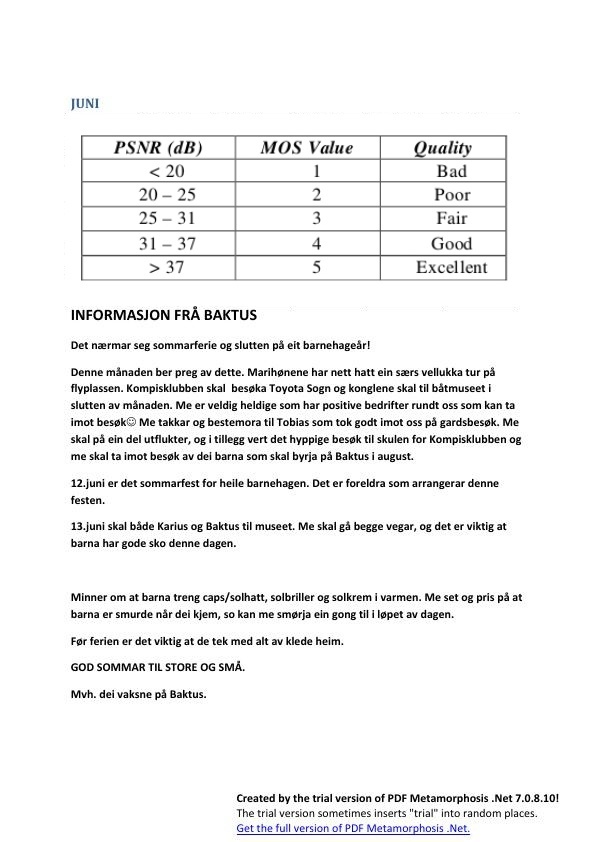 JUNI
PSNR (dB) MOS Value Quality
< 20 1 Bad
20 – 25 2 Poor
25 – 31 3 Fair
31 – 37 4 Good
> 37 5 Excellent
INFORMASJON FRÅ BAKTUS
Det nærmar seg sommarferie og slutten på eit barnehageår!
Denne månaden ber preg av dette. Marihønene har nett hatt ein særs vellukka tur på
flyplassen. Kompisklubben skal  besøka Toyota Sogn og konglene skal til båtmuseet i
slutten av månaden. Me er veldig heldige som har positive bedrifter rundt oss som kan ta
imot besøk☺ Me takkar og bestemora til Tobias som tok godt imot oss på gardsbesøk. Me
skal på ein del utflukter, og i tillegg vert det hyppige besøk til skulen for Kompisklubben og
me skal ta imot besøk av dei barna som skal byrja på Baktus i august.
12.juni er det sommarfest for heile barnehagen. Det er foreldra som arrangerar denne
festen.
13.juni skal både Karius og Baktus til museet. Me skal gå begge vegar, og det er viktig at
barna har gode sko denne dagen.
Minner om at barna treng caps/solhatt, solbriller og solkrem i varmen. Me set og pris på at
barna er smurde når dei kjem, so kan me smørja ein gong til i løpet av dagen.
Før ferien er det viktig at de tek med alt av klede heim.
GOD SOMMAR TIL STORE OG SMÅ.
Mvh. dei vaksne på Baktus.
Created by the trial version of PDF Metamorphosis .Net 7.0.8.10!
The trial version sometimes inserts "trial" into random places.
Get the full version of PDF Metamorphosis .Net.